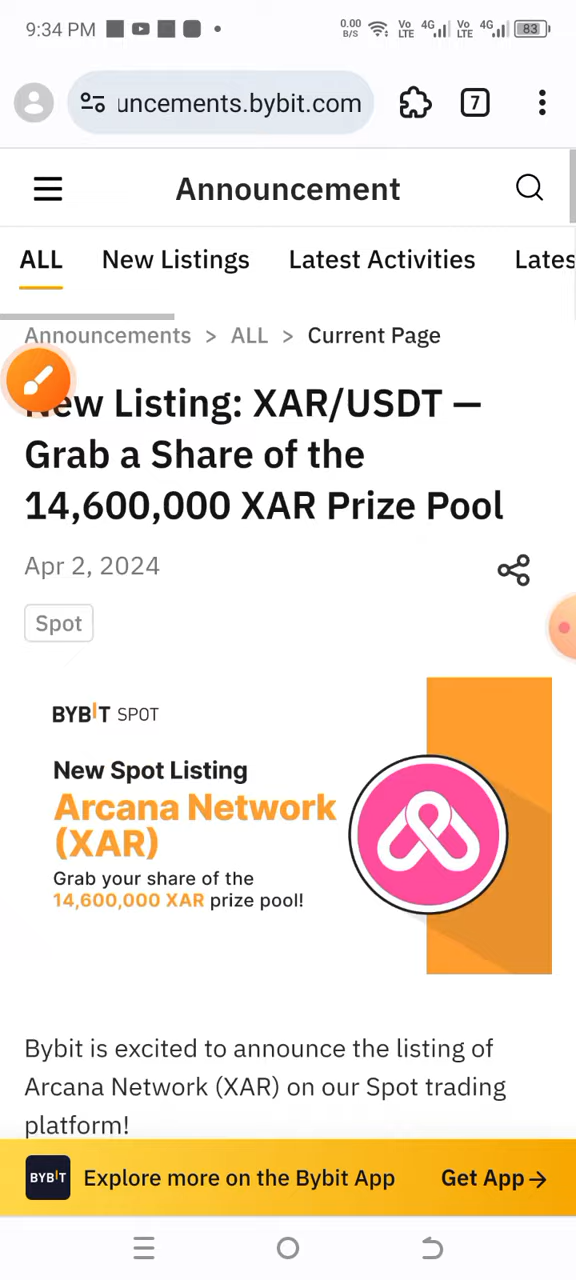 9:34 PM 0.00 B/S Vo LTE 4G Vo LTE 4G 83
uncements.bybit.com 7
Announcement
ALL New Listings Latest Activities Lates
Announcements > ALL > Current Page
New Listing: XAR/USDT —
Grab a Share of the
14,600,000 XAR Prize Pool
Apr 2, 2024
Spot
BYBIT SPOT
New Spot Listing
Arcana Network
(XAR)
Grab your share of the
14,600,000 XAR prize pool!
Bybit is excited to announce the listing of
Arcana Network (XAR) on our Spot trading
platform!
BYBIT Explore more on the Bybit App Get App→